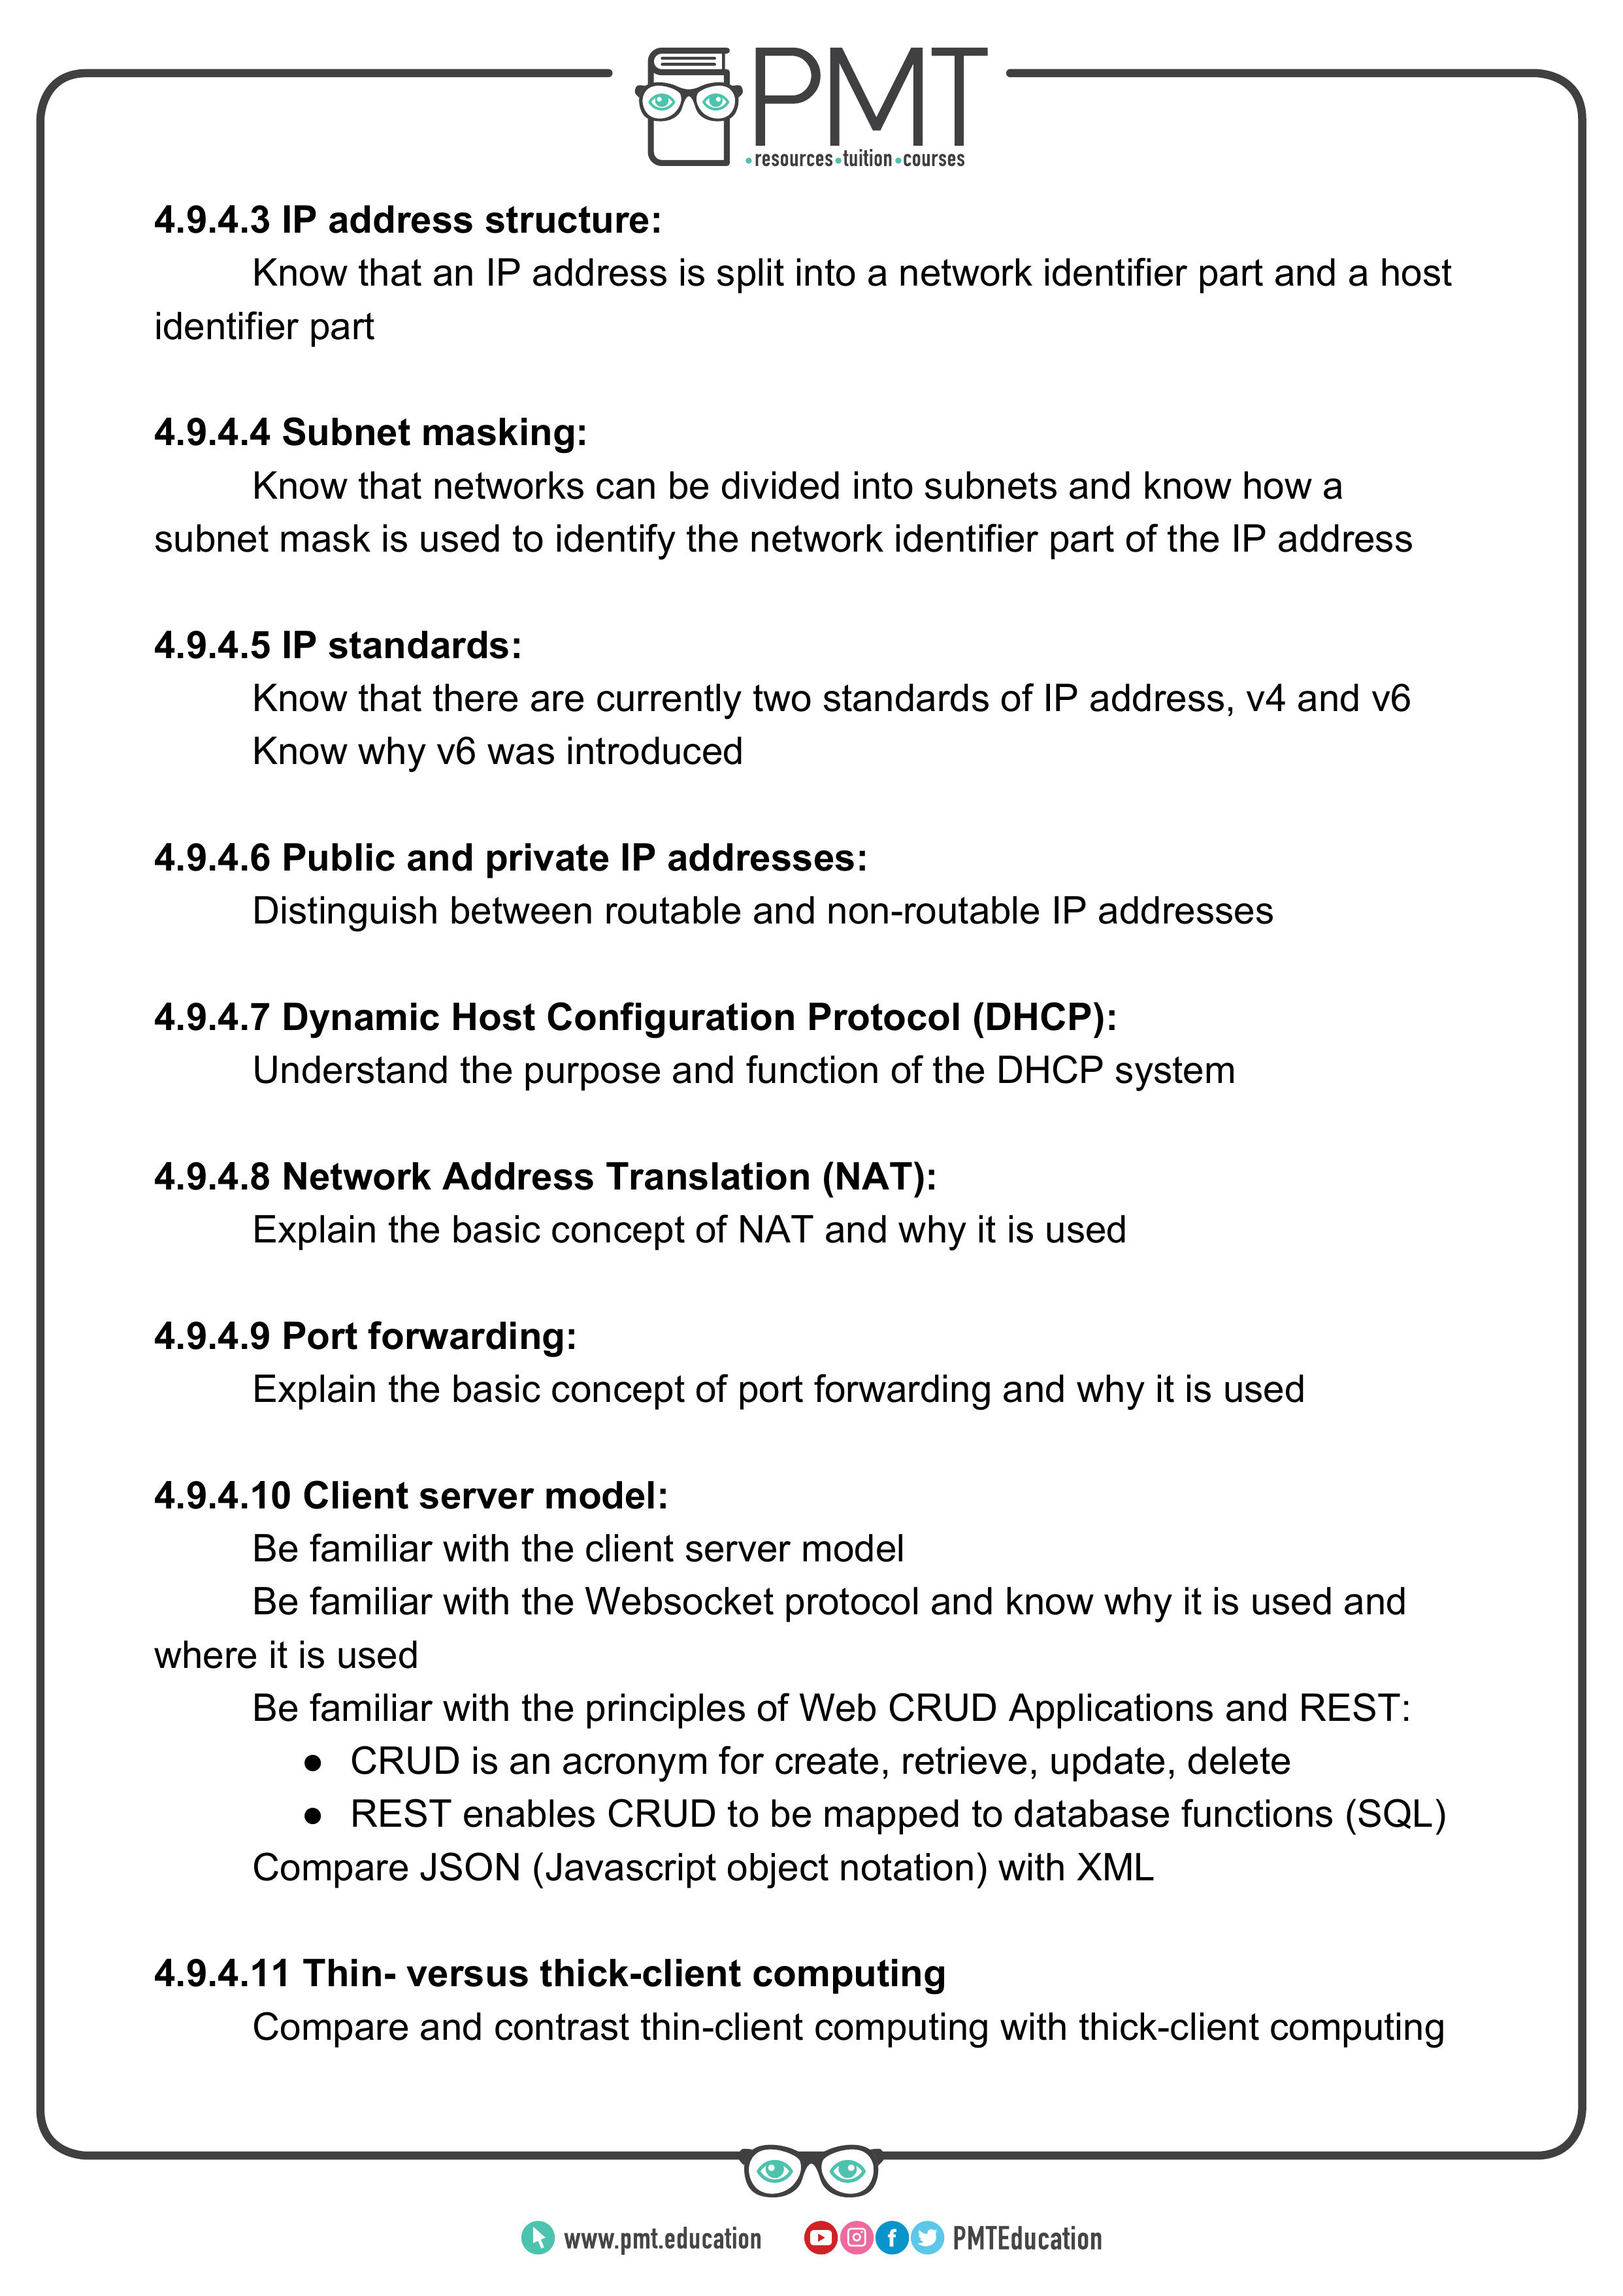 PMT
•resources•tuition•courses
4.9.4.3 IP address structure:
Know that an IP address is split into a network identifier part and a host
identifier part
4.9.4.4 Subnet masking:
Know that networks can be divided into subnets and know how a
subnet mask is used to identify the network identifier part of the IP address
4.9.4.5 IP standards:
Know that there are currently two standards of IP address, v4 and v6
Know why v6 was introduced
4.9.4.6 Public and private IP addresses:
Distinguish between routable and non-routable IP addresses
4.9.4.7 Dynamic Host Configuration Protocol (DHCP):
Understand the purpose and function of the DHCP system
4.9.4.8 Network Address Translation (NAT):
Explain the basic concept of NAT and why it is used
4.9.4.9 Port forwarding:
Explain the basic concept of port forwarding and why it is used
4.9.4.10 Client server model:
Be familiar with the client server model
Be familiar with the Websocket protocol and know why it is used and
where it is used
Be familiar with the principles of Web CRUD Applications and REST:
● CRUD is an acronym for create, retrieve, update, delete
● REST enables CRUD to be mapped to database functions (SQL)
Compare JSON (Javascript object notation) with XML
4.9.4.11 Thin- versus thick-client computing
Compare and contrast thin-client computing with thick-client computing
www.pmt.education
PMTEducation